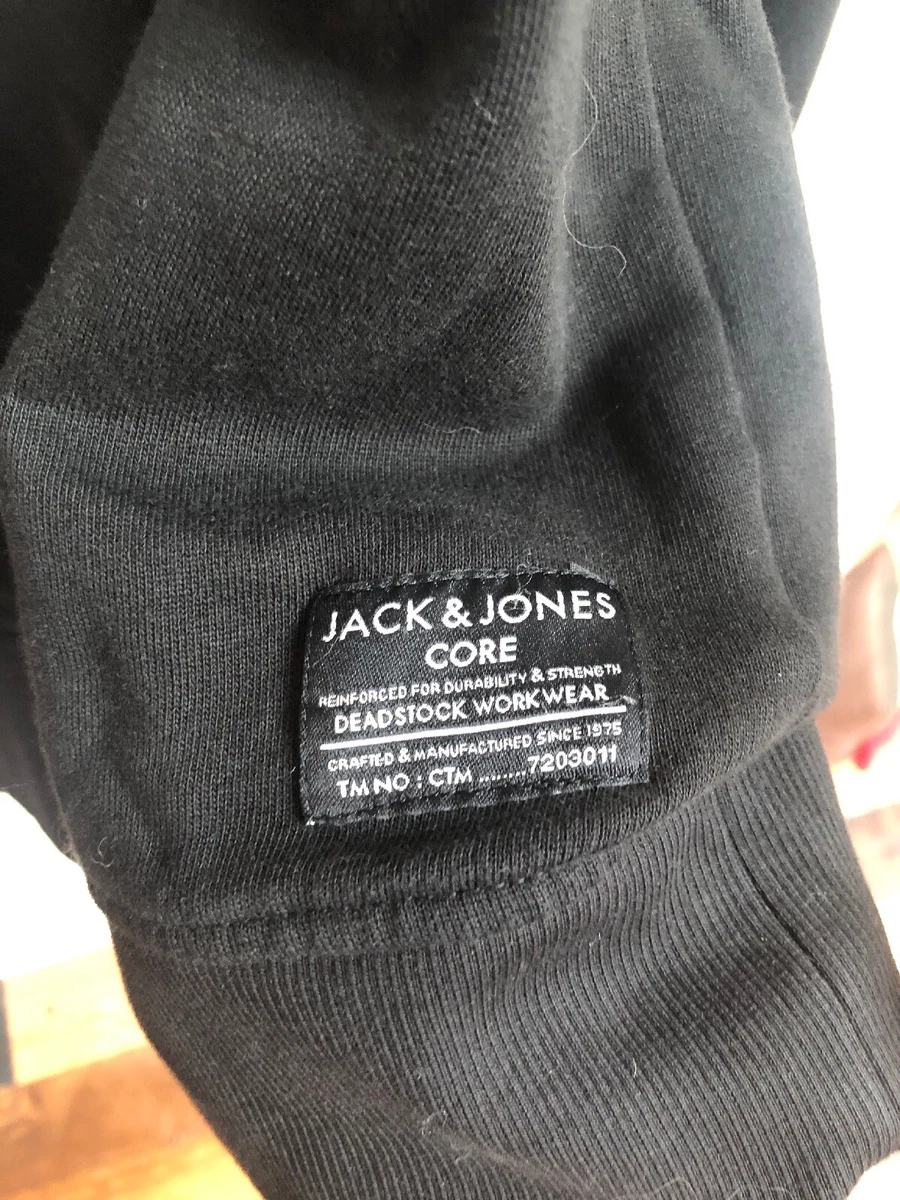 JACK & JONES
CORE
REINFORCED FOR DURABILITY & STRENGTH
DEADSTOCK WORKWEAR
CRAFTED & MANUFACTURED SINCE 1975
TM NO : CTM ........7203011